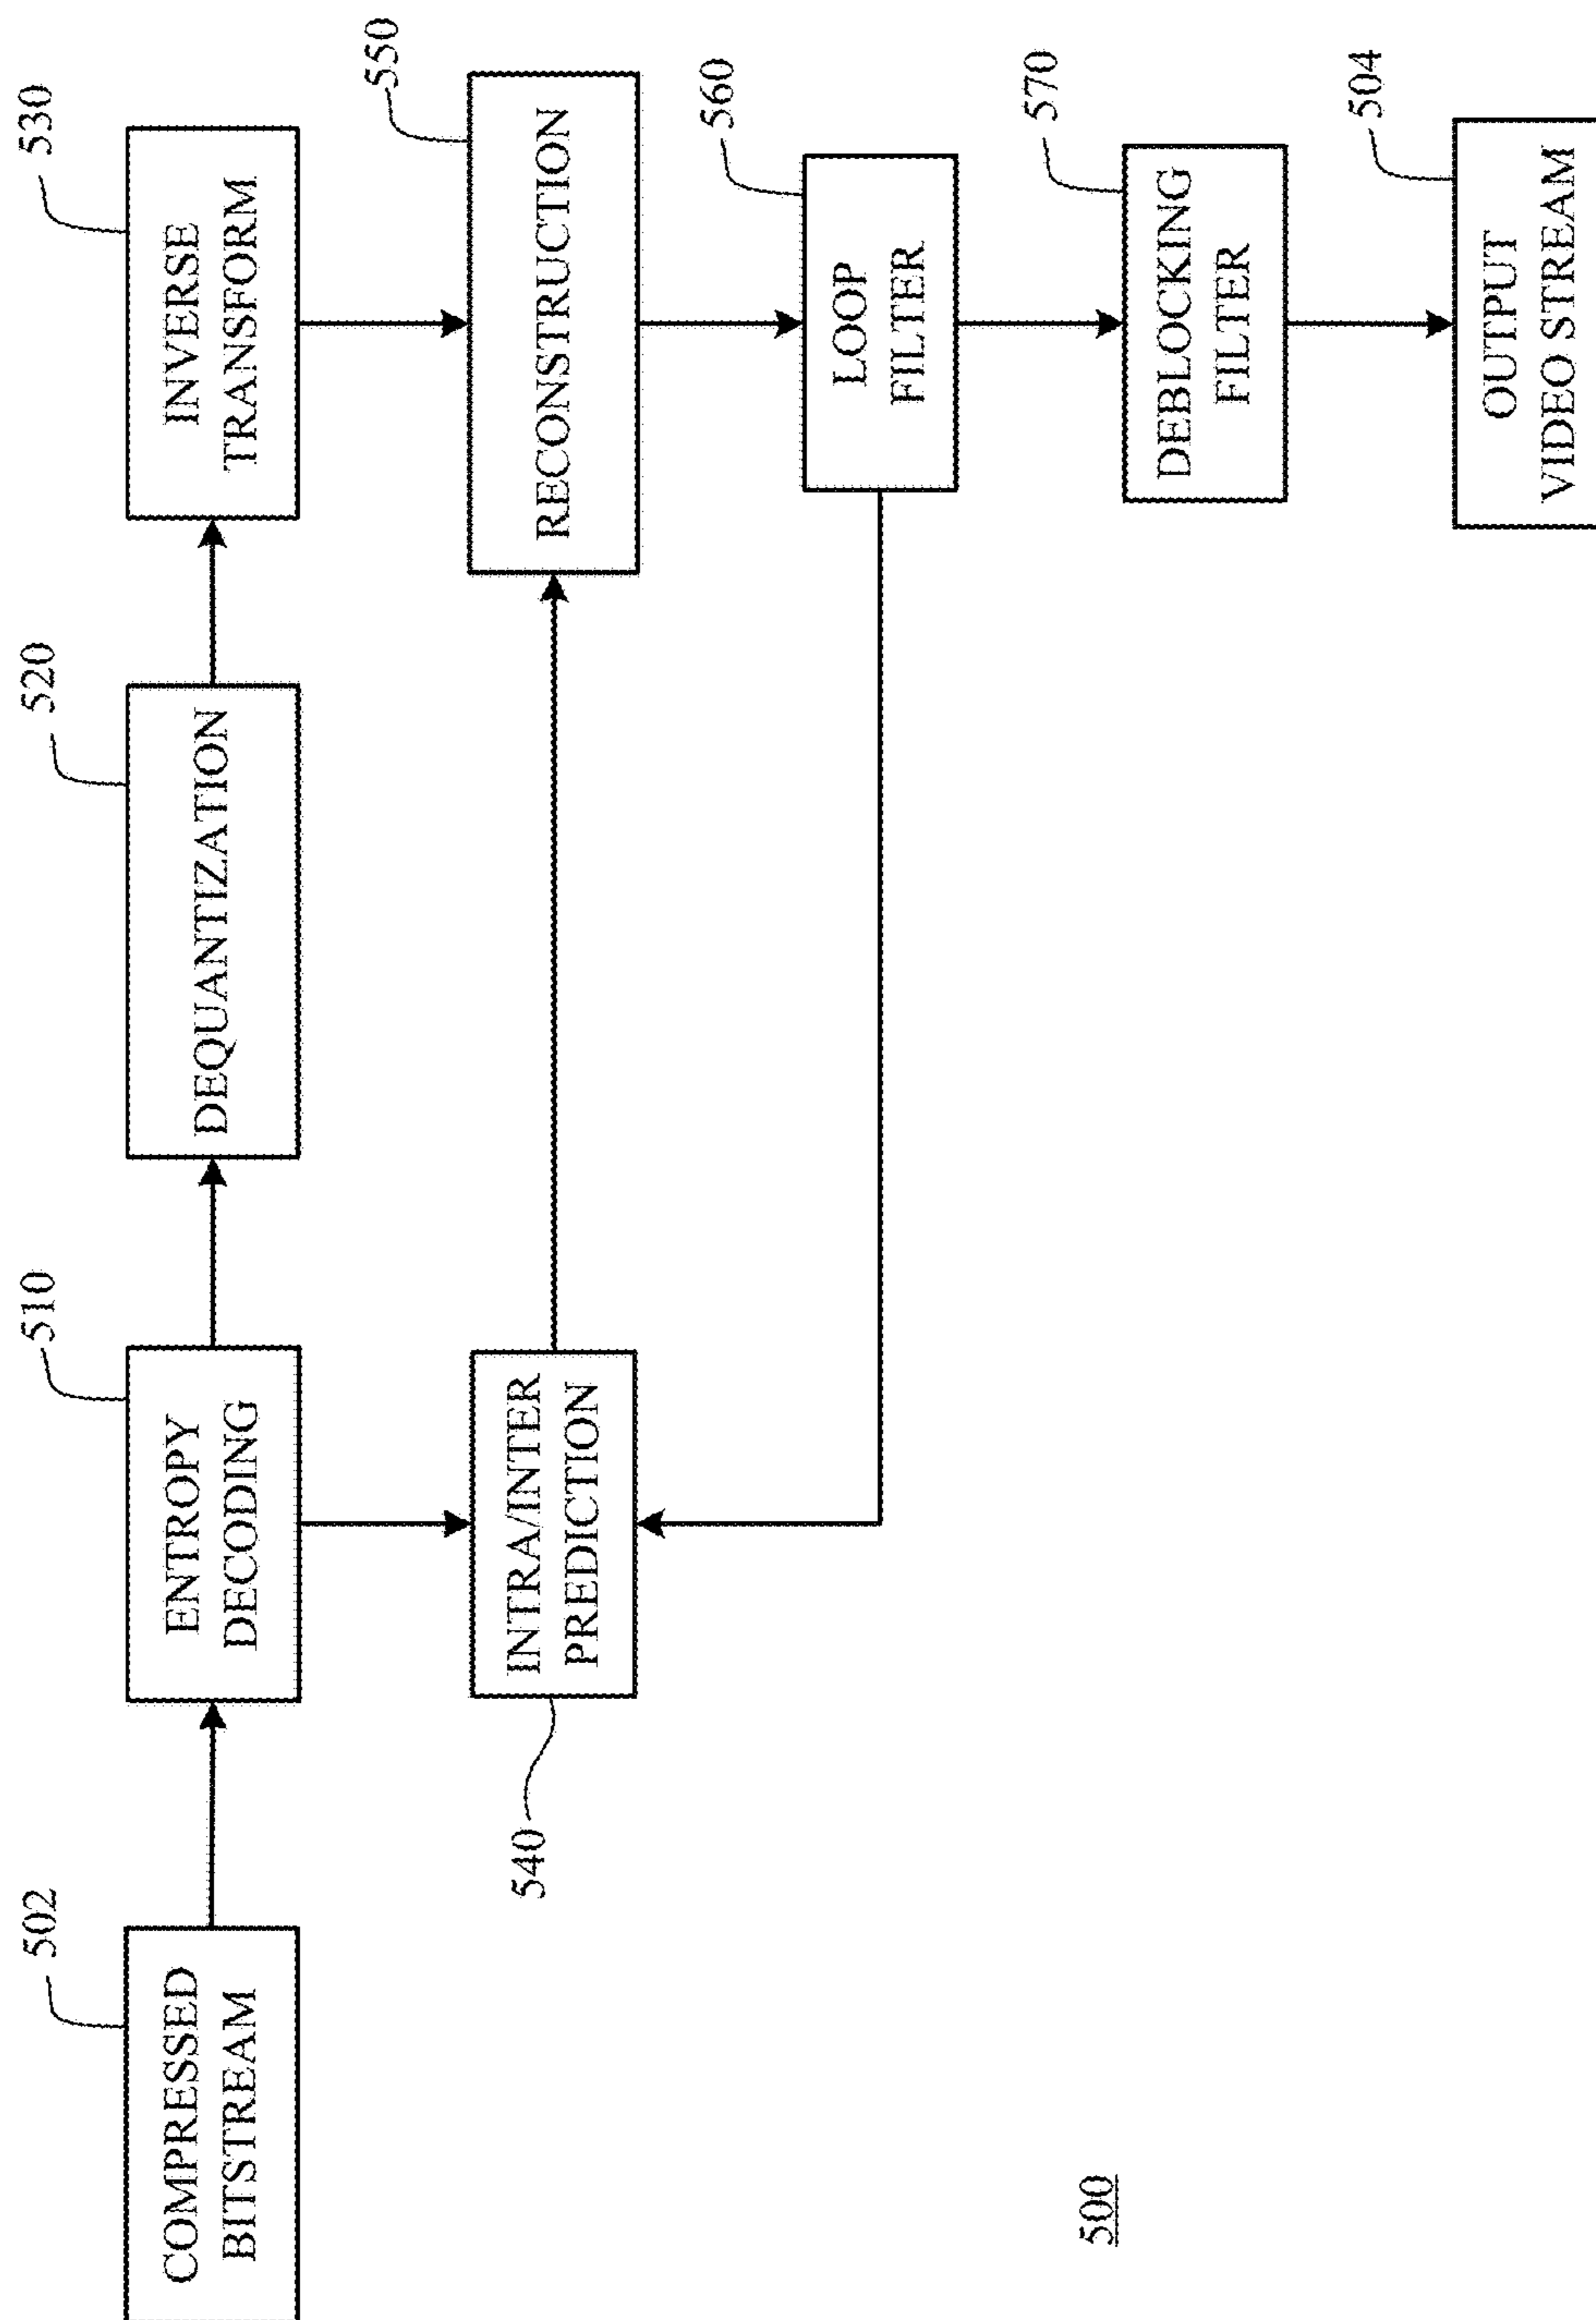 502
COMPRESSED
BITSTREAM
510
ENTROPY
DECODING
520
DEQUANTIZATION
530
INVERSE
TRANSFORM
540
INTRA/INTER
PREDICTION
550
RECONSTRUCTION
560
LOOP
FILTER
570
DEBLOCKING
FILTER
504
OUTPUT
VIDEO STREAM
500